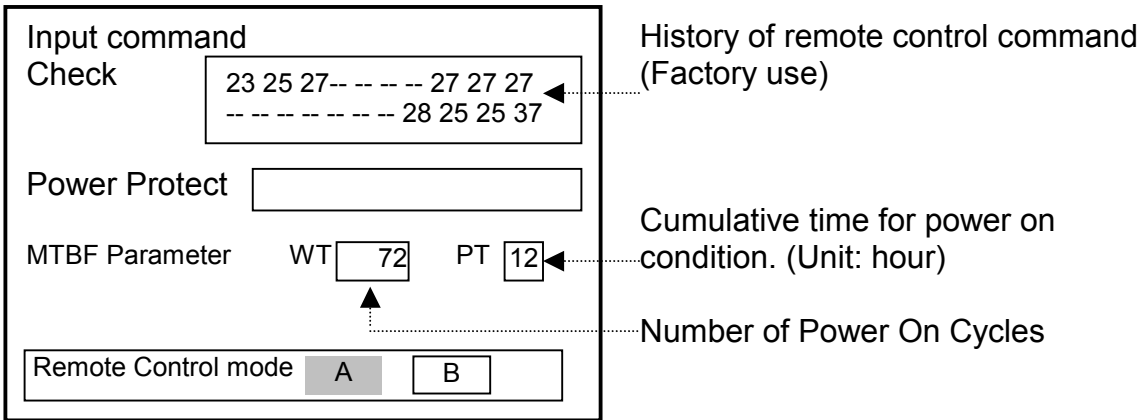 Input command
Check
23 25 27-- -- -- -- 27 27 27
-- -- -- -- -- -- -- 28 25 25 37
Power Protect
MTBF Parameter WT 72 PT 12
Remote Control mode A B
History of remote control command
(Factory use)
Cumulative time for power on
condition. (Unit: hour)
Number of Power On Cycles